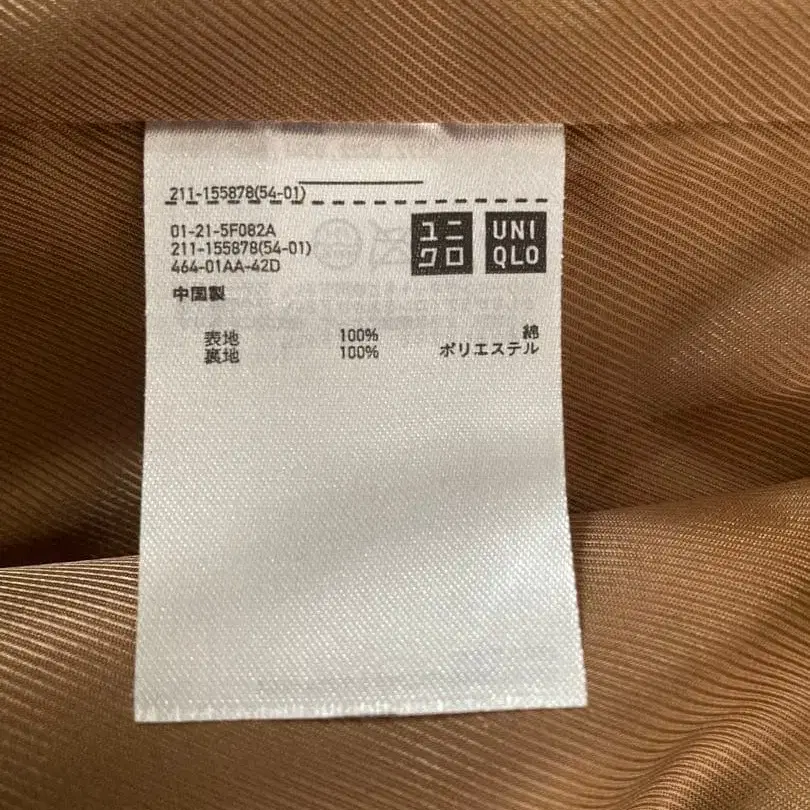 211-155878(54-01)
01-21-5F082A
211-155878(54-01)
464-01AA-42D
中国製
ユニ
クロ
UNI
QLO
表地 100% 綿
裏地 100% ポリエステル